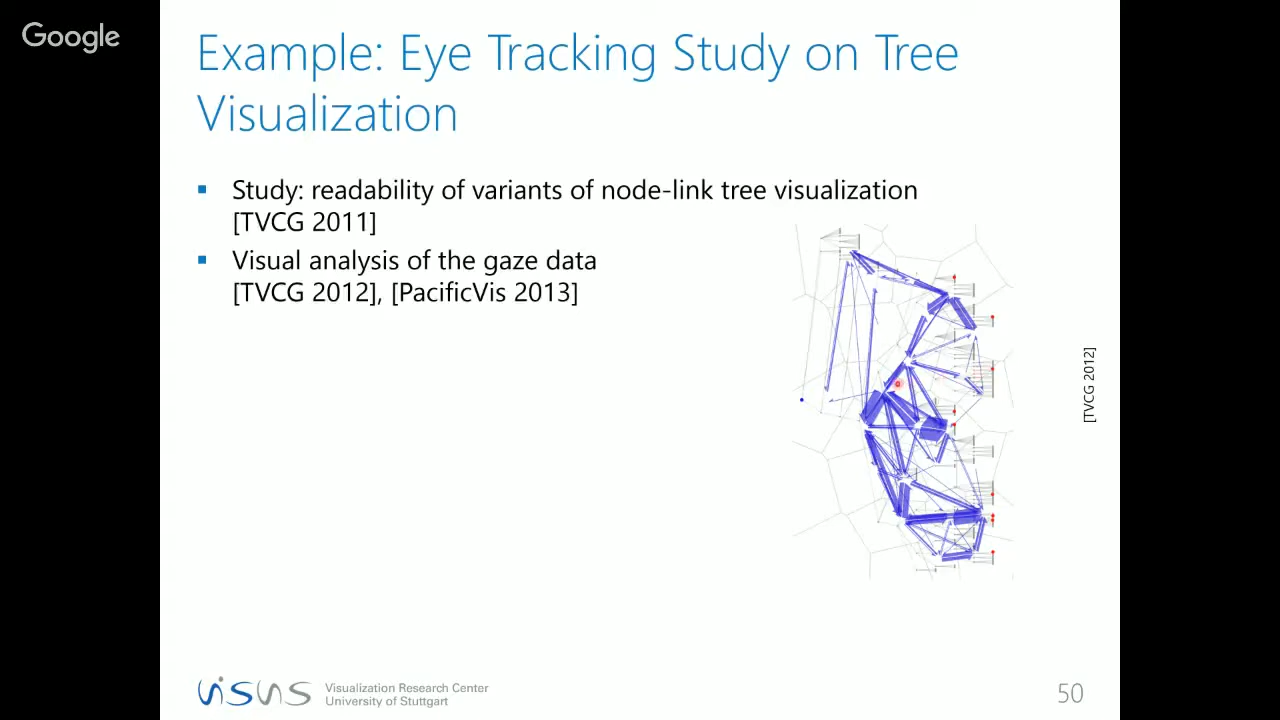 Google
Example: Eye Tracking Study on Tree
Visualization
Study: readability of variants of node-link tree visualization
[TVCG 2011]
Visual analysis of the gaze data
[TVCG 2012], [PacificVis 2013]
[TVCG 2012]
VISUS
Visualization Research Center
University of Stuttgart
50